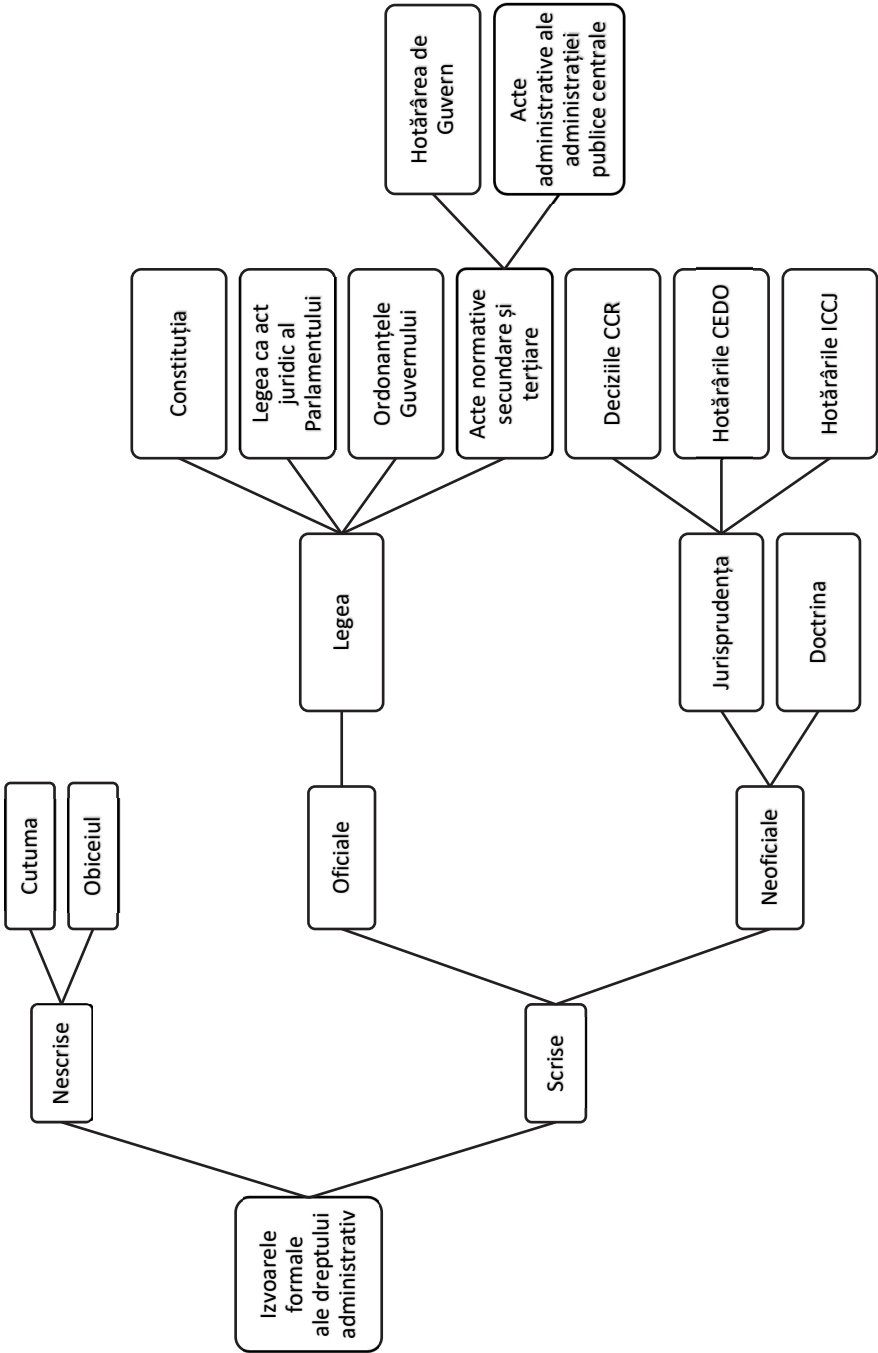 Izvoarele
formale
ale dreptului
administrativ
Nescrise
Cutuma
Obiceiul
Scrise
Oficiale
Legea
Constituția
Legea ca act
juridic al
Parlamentului
Ordonanțele
Guvernului
Acte normative
secundare și
terțiare
Hotărârea de
Guvern
Acte
administrative ale
administrației
publice centrale
Neoficiale
Jurisprudența
Deciziile CCR
Hotărârile CEDO
Hotărârile ICCJ
Doctrina